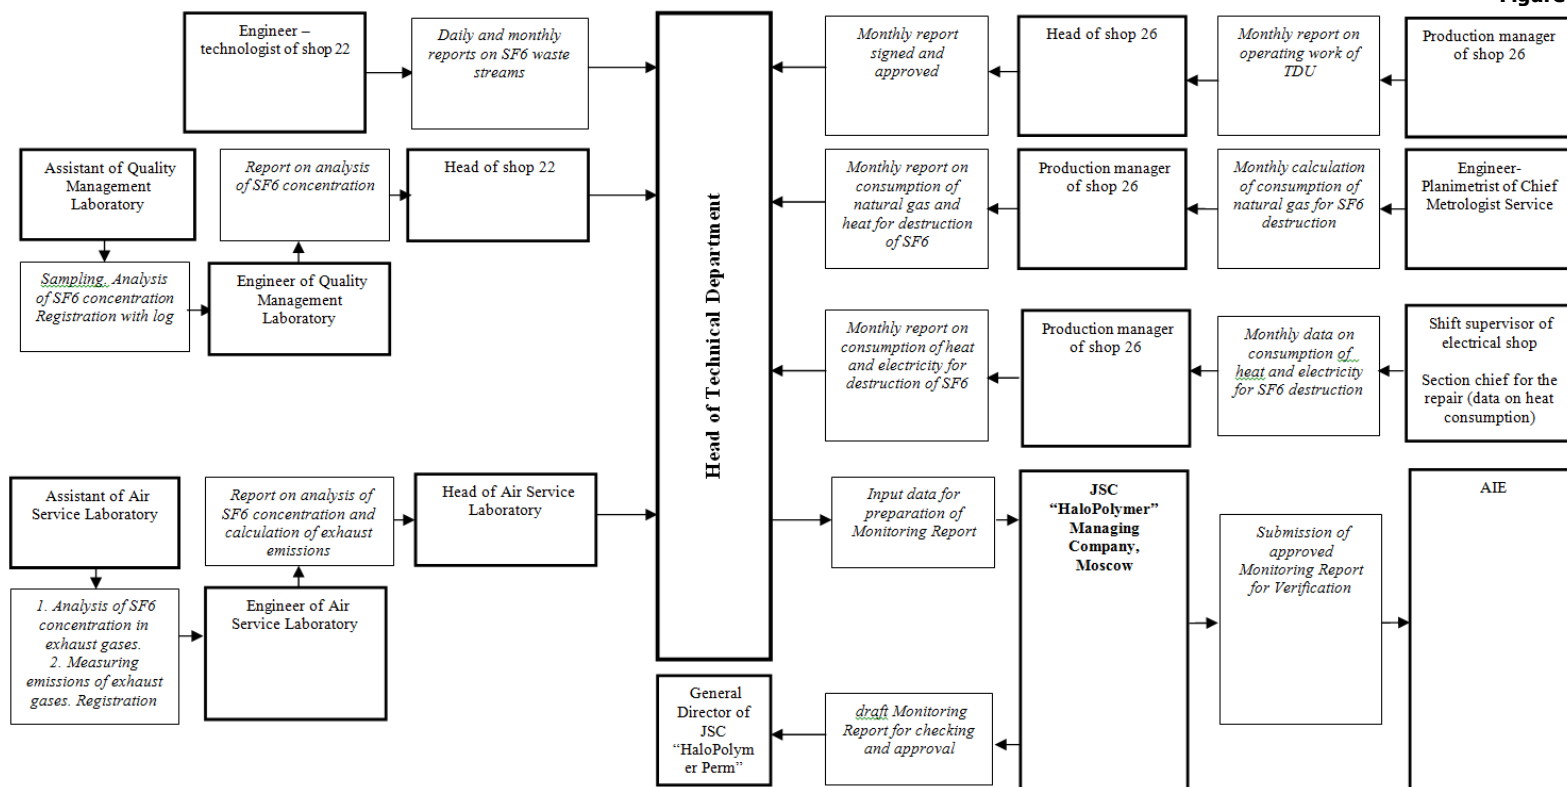 Figure
Engineer –
technologist of shop 22
Daily and monthly
reports on SF6 waste
streams
Assistant of Quality
Management
Laboratory
Report on analysis
of SF6 concentration
Head of shop 22
Sampling. Analysis
of SF6 concentration
Registration with log
Engineer of Quality
Management
Laboratory
Assistant of Air
Service Laboratory
Report on analysis of
SF6 concentration and
calculation of exhaust
emissions
Head of Air Service
Laboratory
1. Analysis of SF6
concentration in
exhaust gases.
2. Measuring
emissions of exhaust
gases. Registration
Engineer of Air
Service Laboratory
Head of Technical Department
General
Director of
JSC
“HaloPolym
er Perm”
Monthly report
signed and
approved
Head of shop 26
Monthly report on
operating work of
TDU
Production manager
of shop 26
Monthly report on
consumption of
natural gas and
heat for destruction
of SF6
Production manager
of shop 26
Monthly calculation
of consumption of
natural gas for SF6
destruction
Engineer-
Planimetrist of Chief
Metrologist Service
Monthly report on
consumption of heat
and electricity for
destruction of SF6
Production manager
of shop 26
Monthly data on
consumption of
heat and electricity
for SF6 destruction
Shift supervisor of
electrical shop
Section chief for the
repair (data on heat
consumption)
Input data for
preparation of
Monitoring Report
JSC
“HaloPolymer”
Managing
Company,
Moscow
Submission of
approved
Monitoring Report
for Verification
AIE
draft Monitoring
Report for checking
and approval